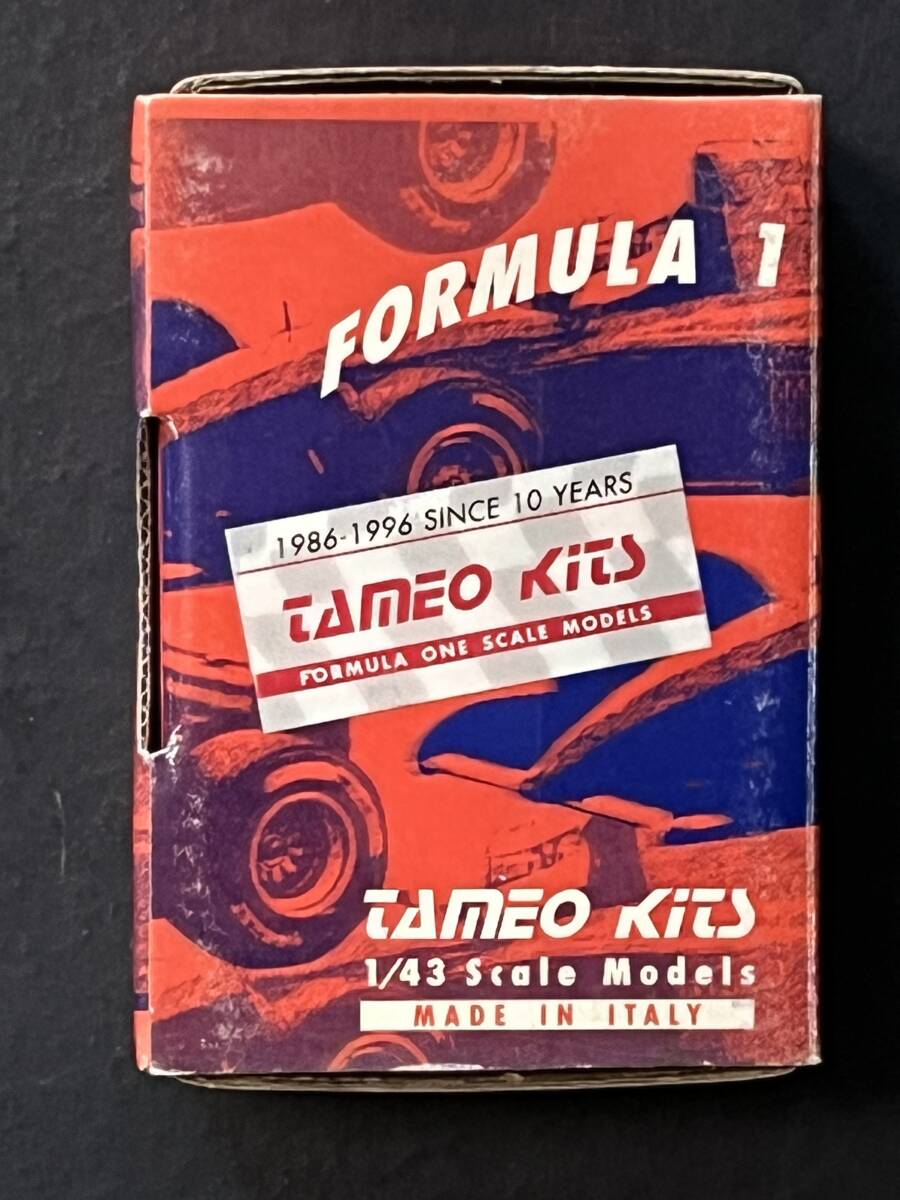 FORMULA 1
1986-1996 SINCE 10 YEARS
TAMEO KITS
FORMULA ONE SCALE MODELS
TAMEO KITS
1/43 Scale Models
MADE IN ITALY